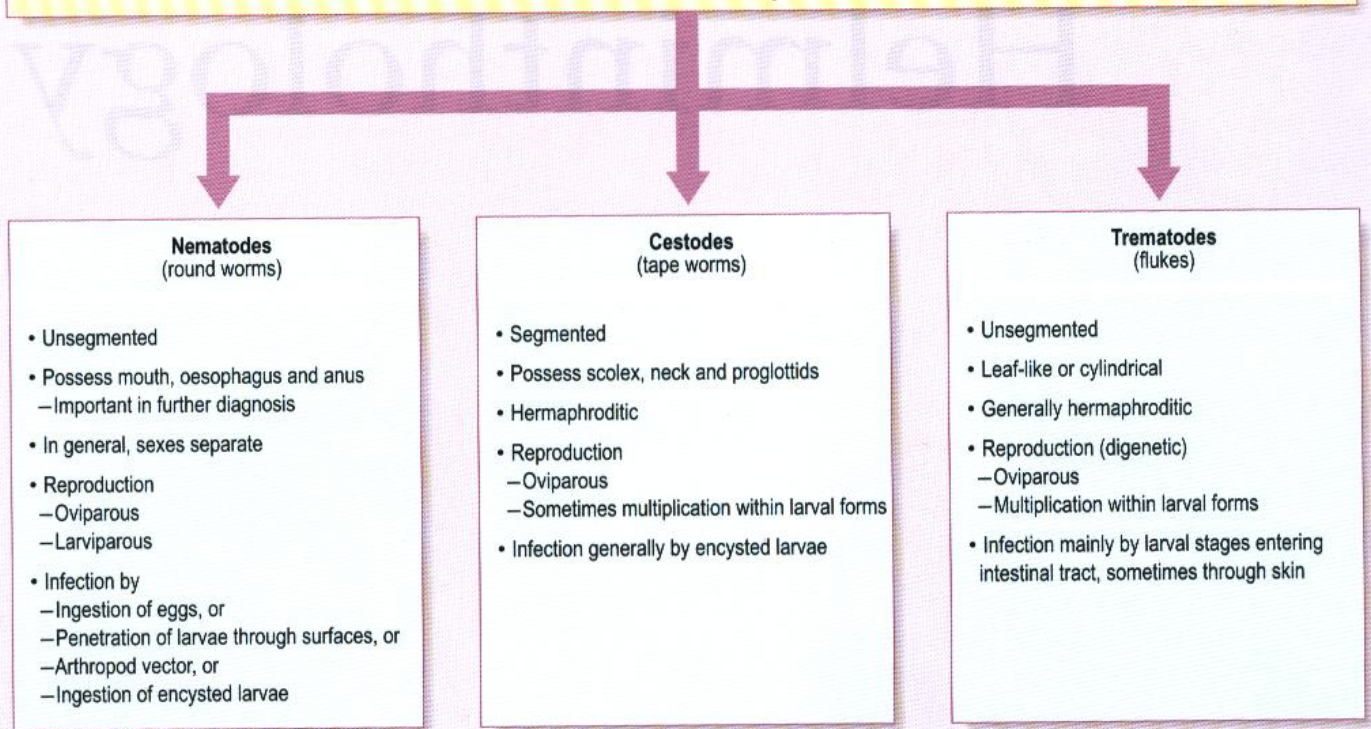 Helminthology
Nematodes
(round worms)
• Unsegmented
• Possess mouth, oesophagus and anus
–Important in further diagnosis
• In general, sexes separate
• Reproduction
–Oviparous
–Larviparous
• Infection by
–Ingestion of eggs, or
–Penetration of larvae through surfaces, or
–Arthropod vector, or
–Ingestion of encysted larvae
Cestodes
(tape worms)
• Segmented
• Possess scolex, neck and proglottids
• Hermaphroditic
• Reproduction
–Oviparous
–Sometimes multiplication within larval forms
• Infection generally by encysted larvae
Trematodes
(flukes)
• Unsegmented
• Leaf-like or cylindrical
• Generally hermaphroditic
• Reproduction (digenetic)
–Oviparous
–Multiplication within larval forms
• Infection mainly by larval stages entering
intestinal tract, sometimes through skin